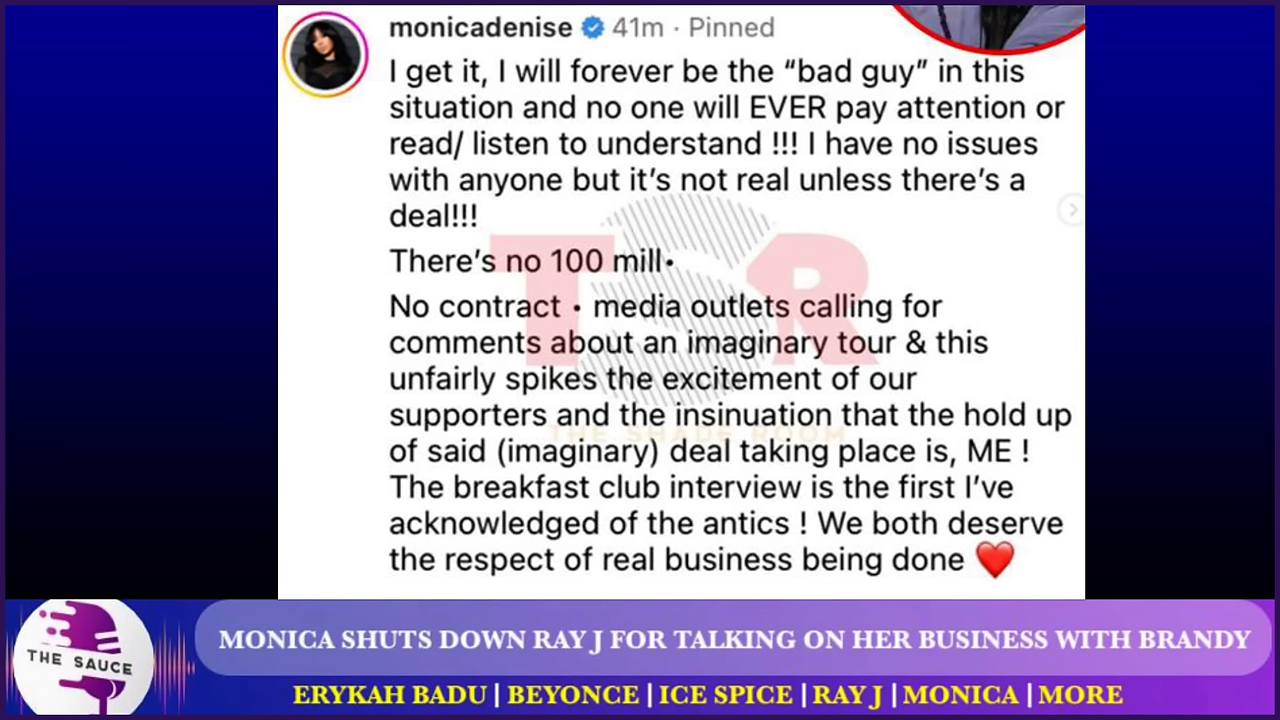 monicadenise 41m · Pinned
I get it, I will forever be the “bad guy” in this
situation and no one will EVER pay attention or
read/ listen to understand !!! I have no issues
with anyone but it’s not real unless there’s a
deal!!!
There’s no 100 mill•
No contract • media outlets calling for
comments about an imaginary tour & this
unfairly spikes the excitement of our
supporters and the insinuation that the hold up
of said (imaginary) deal taking place is, ME !
The breakfast club interview is the first I’ve
acknowledged of the antics ! We both deserve
the respect of real business being done ❤️
TSR
THE SHADE ROOM
THE SAUCE
MONICA SHUTS DOWN RAY J FOR TALKING ON HER BUSINESS WITH BRANDY
ERYKAH BADU | BEYONCE | ICE SPICE | RAY J | MONICA | MORE